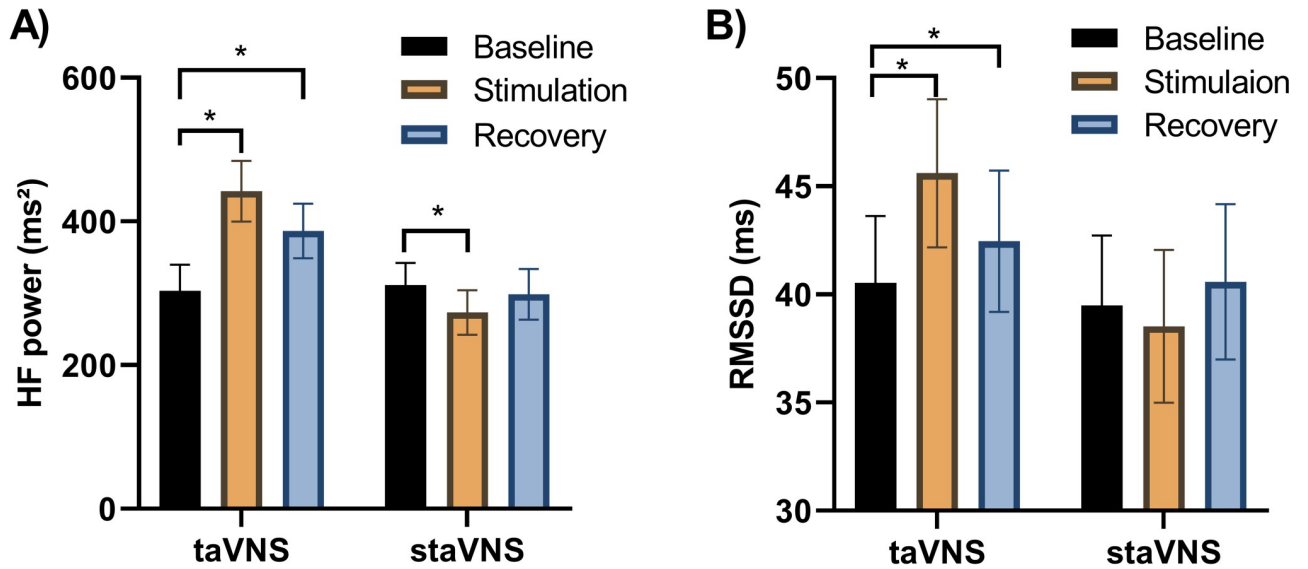 A)
*
*
*
Baseline
Stimulation
Recovery
HF power (ms²)
600
400
200
0
taVNS
staVNS
B)
*
*
Baseline
Stimulaion
Recovery
RMSSD (ms)
50
45
40
35
30
taVNS
staVNS